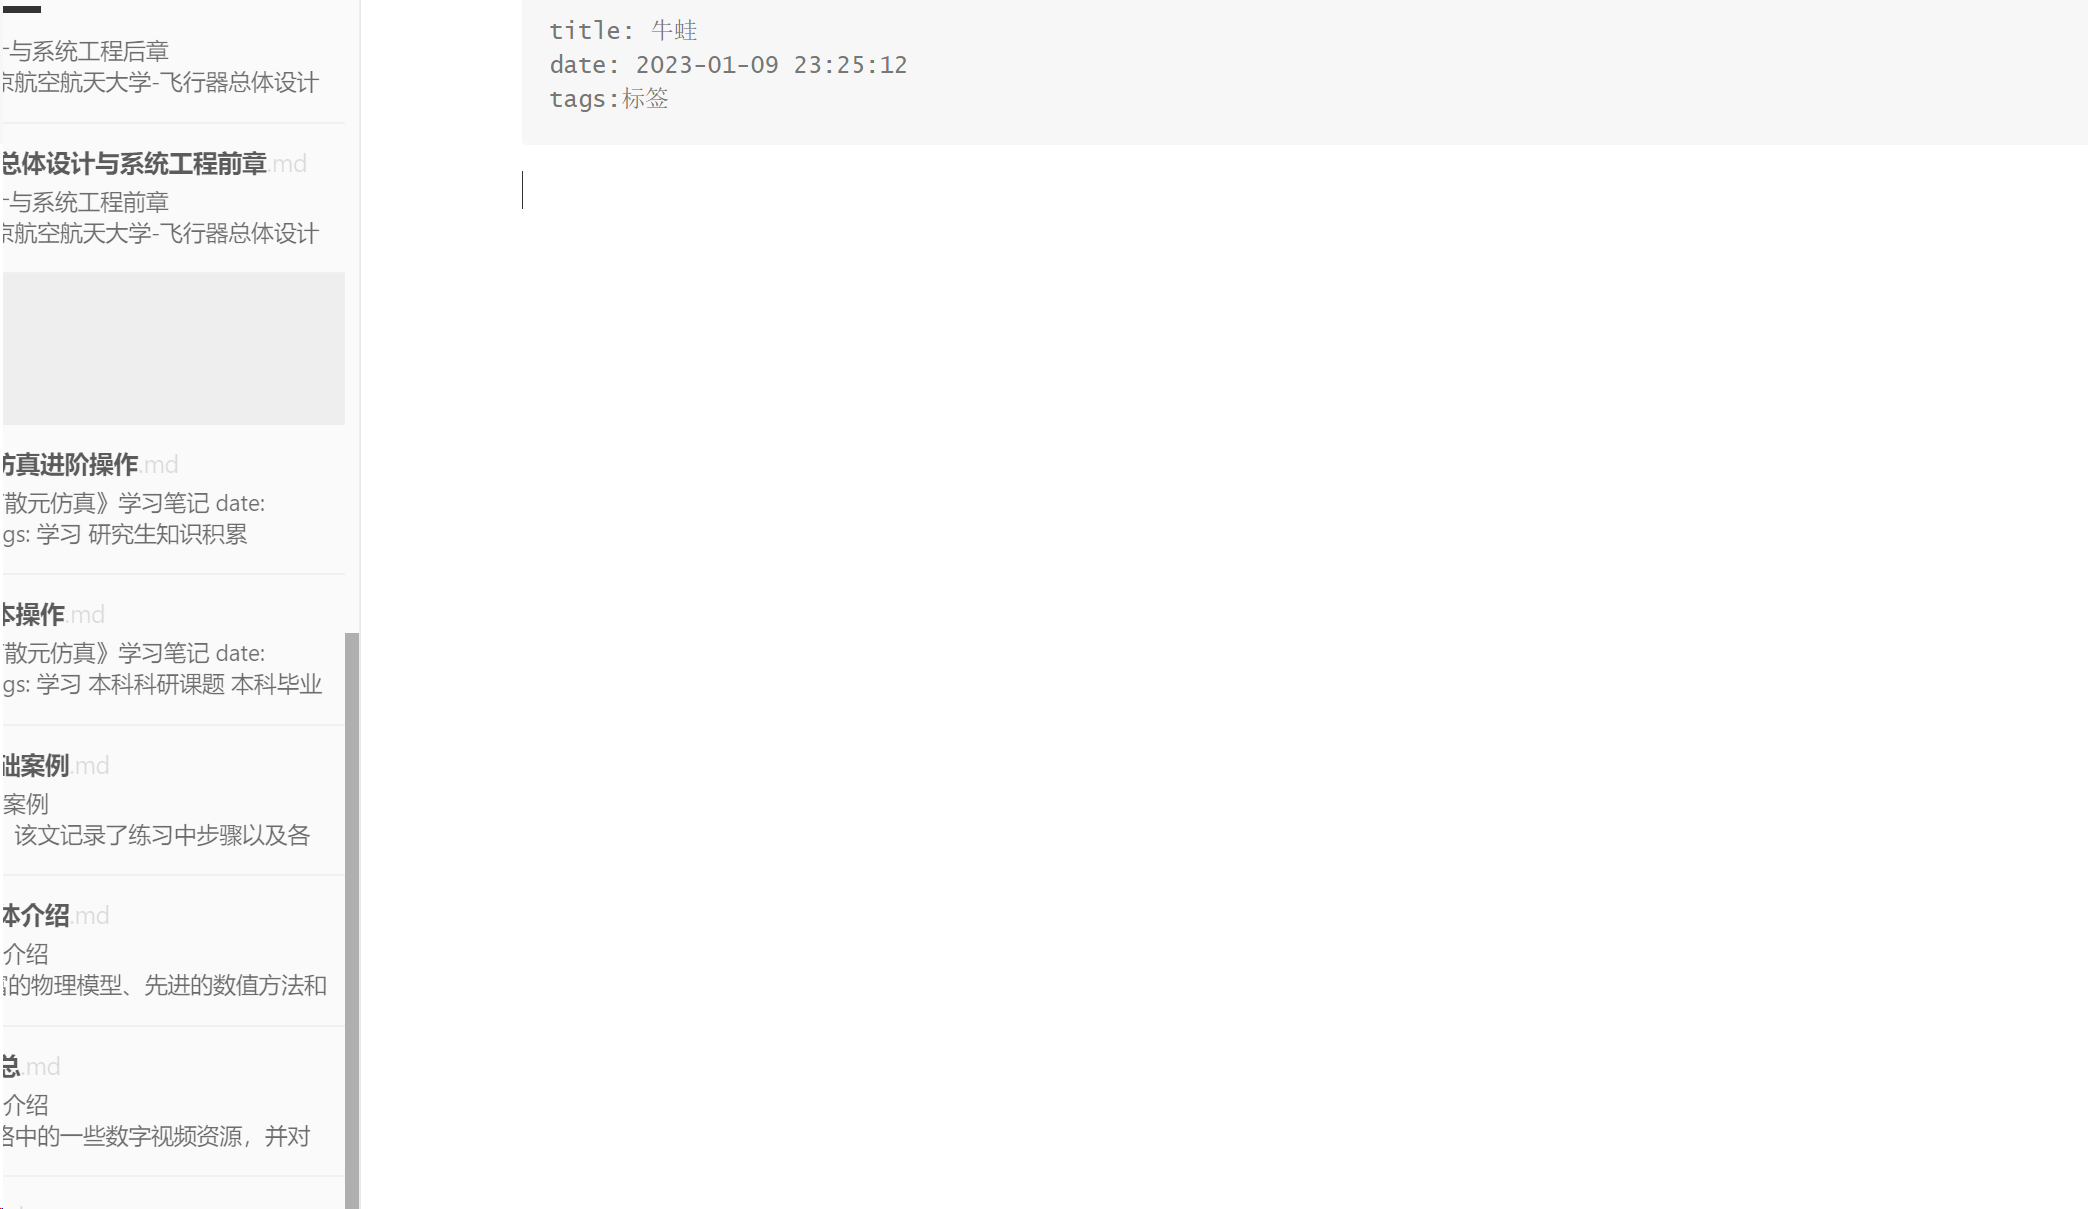 与系统工程后章
京航空航天大学-飞行器总体设计
总体设计与系统工程前章.md
与系统工程前章
京航空航天大学-飞行器总体设计
仿真进阶操作.md
散元仿真》学习笔记 date:
gs: 学习 研究生知识积累
本操作.md
散元仿真》学习笔记 date:
gs: 学习 本科科研课题 本科毕业
础案例.md
案例
该文记录了练习中步骤以及各
体介绍.md
介绍
的物理模型、先进的数值方法和
总.md
介绍
中的一些数字视频资源，并对
title: 牛蛙
date: 2023-01-09 23:25:12
tags:标签